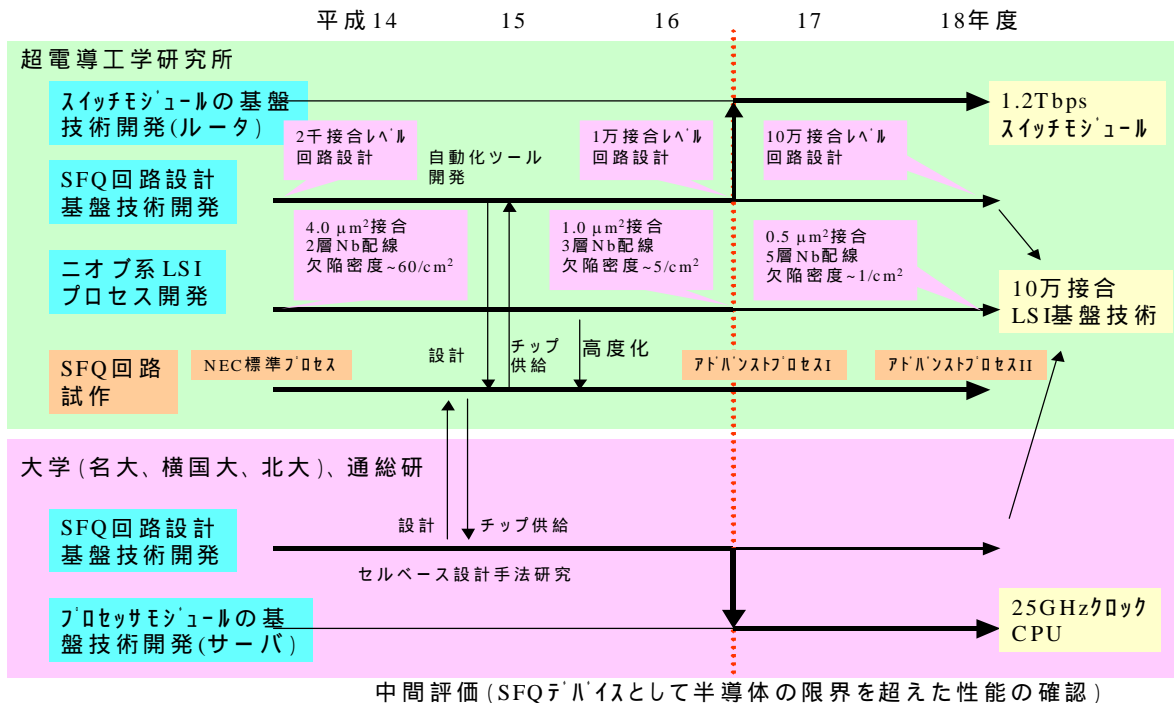 平成14 15 16 17 18年度
超電導工学研究所
スイッチモジュールの基盤
技術開発(ルータ)
1.2Tbps
スイッチモジュール
2千接合レベル
回路設計
自動化ツール
開発
1万接合レベル
回路設計
10万接合レベル
回路設計
SFQ回路設計
基盤技術開発
4.0 μm²接合
2層Nb配線
欠陥密度~60/cm²
1.0 μm²接合
3層Nb配線
欠陥密度~5/cm²
0.5 μm²接合
5層Nb配線
欠陥密度~1/cm²
ニオブ系LSI
プロセス開発
10万接合
LSI基盤技術
設計
チップ
供給
高度化
SFQ回路
試作
NEC標準プロセス
アドバンストプロセスI
アドバンストプロセスII
大学(名大、横国大、北大)、通総研
SFQ回路設計
基盤技術開発
設計
チップ供給
セルベース設計手法研究
プロセッサモジュールの基
盤技術開発(サーバ)
25GHzクロック
CPU
中間評価(SFQデバイスとして半導体の限界を超えた性能の確認)